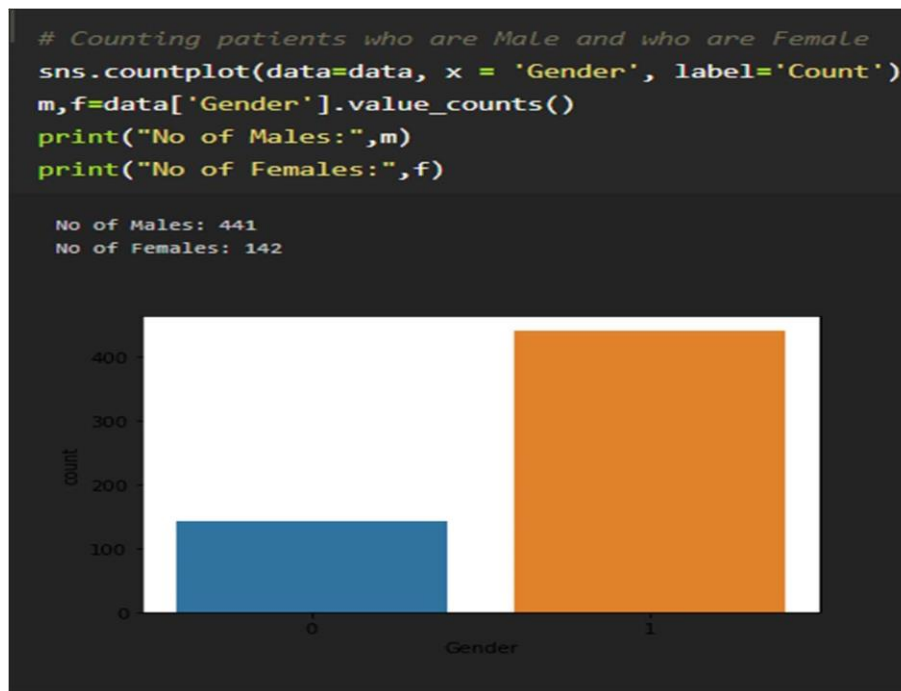 # Counting patients who are Male and who are Female
sns.countplot(data=data, x = 'Gender', label='Count')
m,f=data['Gender'].value_counts()
print("No of Males:",m)
print("No of Females:",f)
No of Males: 441
No of Females: 142
400
300
200
100
0
count
0 1
Gender